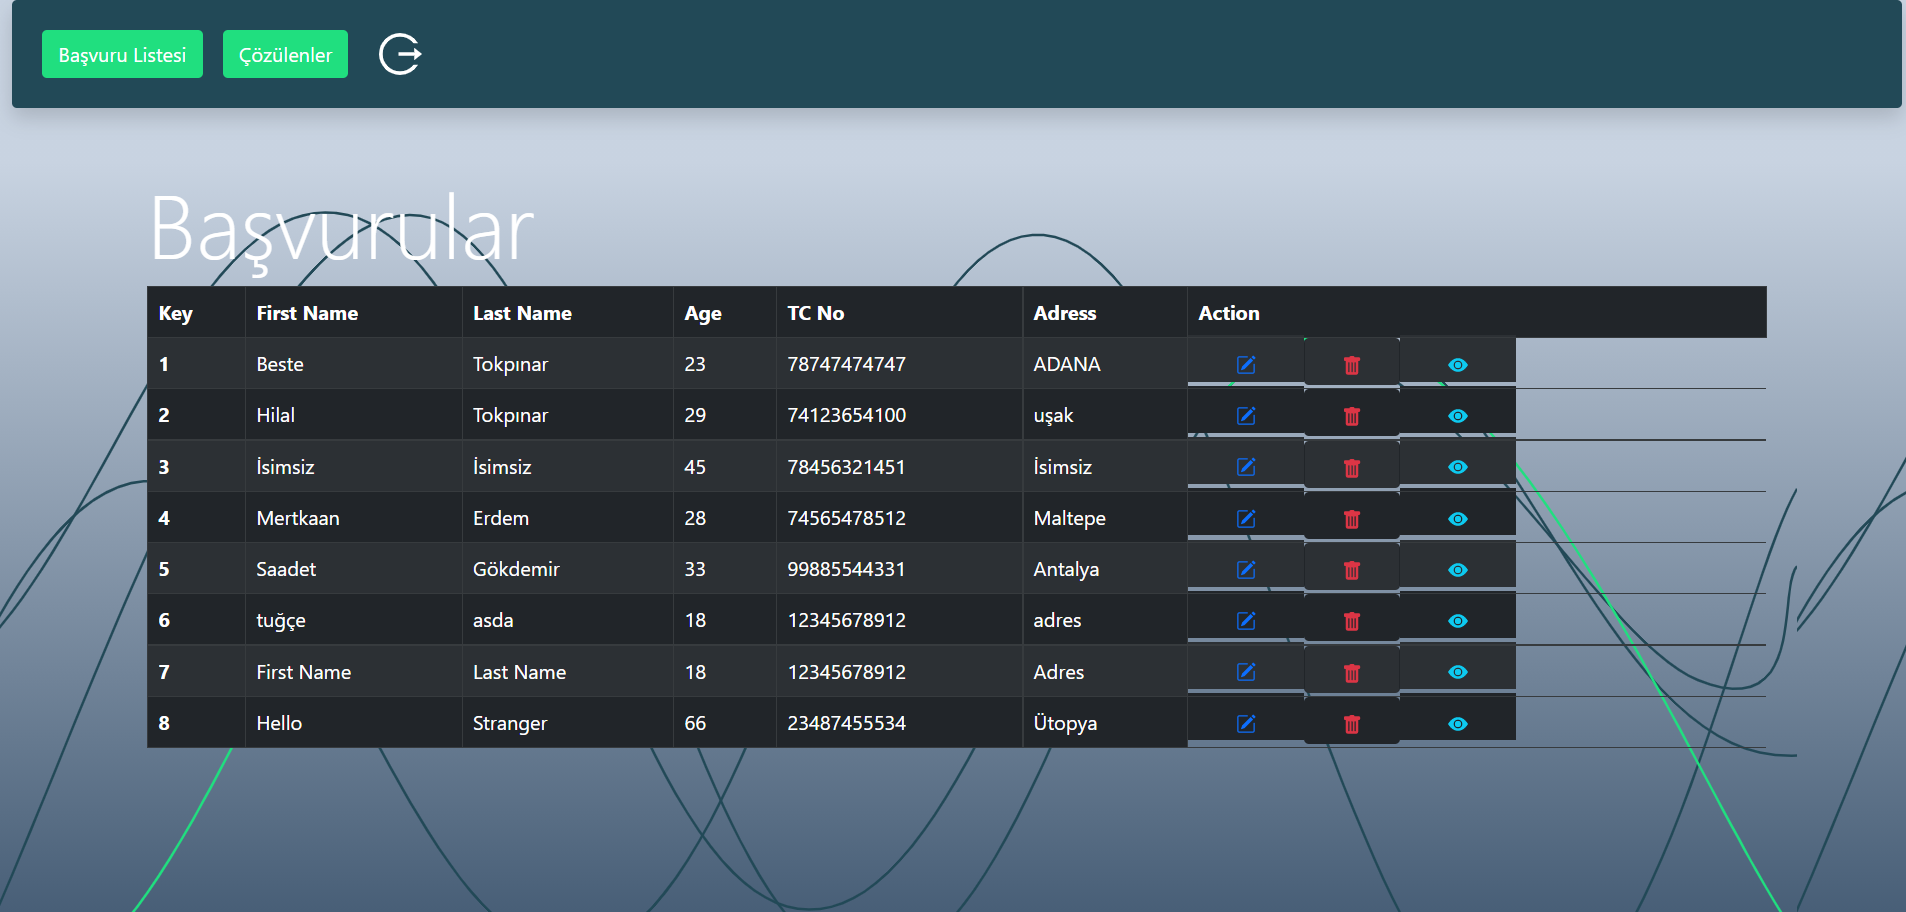 Başvuru Listesi Çözülenler
Başvurular
Key First Name Last Name Age TC No Adress Action
1 Beste Tokpınar 23 78747474747 ADANA
2 Hilal Tokpınar 29 74123654100 uşak
3 İsimsiz İsimsiz 45 78456321451 İsimsiz
4 Mertkaan Erdem 28 74565478512 Maltepe
5 Saadet Gökdemir 33 99885544331 Antalya
6 tuğçe asda 18 12345678912 adres
7 First Name Last Name 18 12345678912 Adres
8 Hello Stranger 66 23487455534 Ütopya